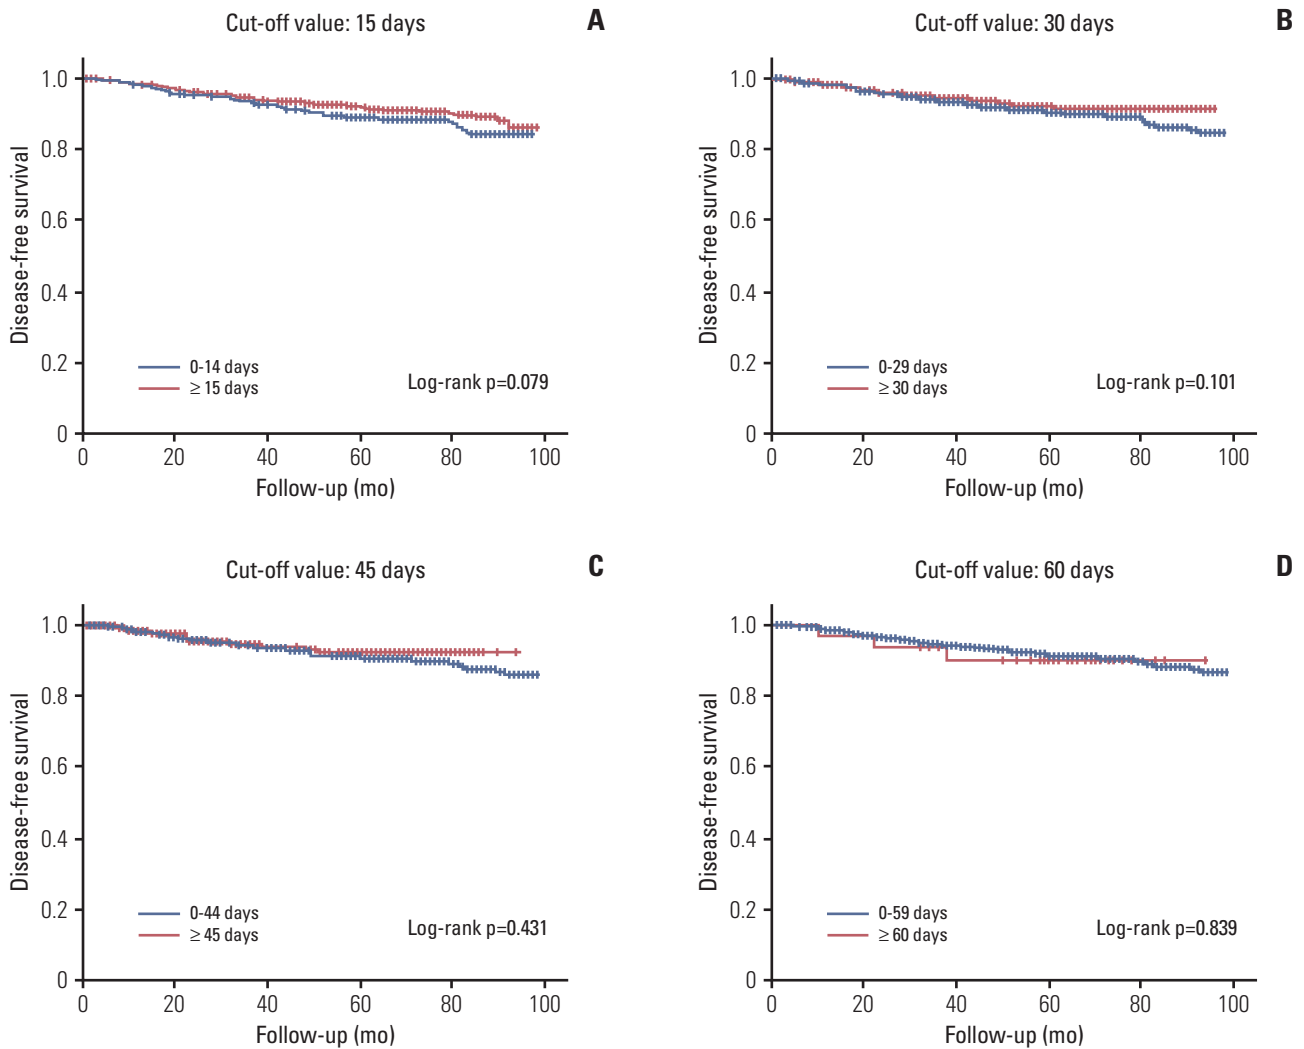 Cut-off value: 15 days
A
1.0
0.8
0.6
0.4
0.2
0
Disease-free survival
0-14 days
≥ 15 days
Log-rank p=0.079
0 20 40 60 80 100
Follow-up (mo)
Cut-off value: 30 days
B
1.0
0.8
0.6
0.4
0.2
0
Disease-free survival
0-29 days
≥ 30 days
Log-rank p=0.101
0 20 40 60 80 100
Follow-up (mo)
Cut-off value: 45 days
C
1.0
0.8
0.6
0.4
0.2
0
Disease-free survival
0-44 days
≥ 45 days
Log-rank p=0.431
0 20 40 60 80 100
Follow-up (mo)
Cut-off value: 60 days
D
1.0
0.8
0.6
0.4
0.2
0
Disease-free survival
0-59 days
≥ 60 days
Log-rank p=0.839
0 20 40 60 80 100
Follow-up (mo)